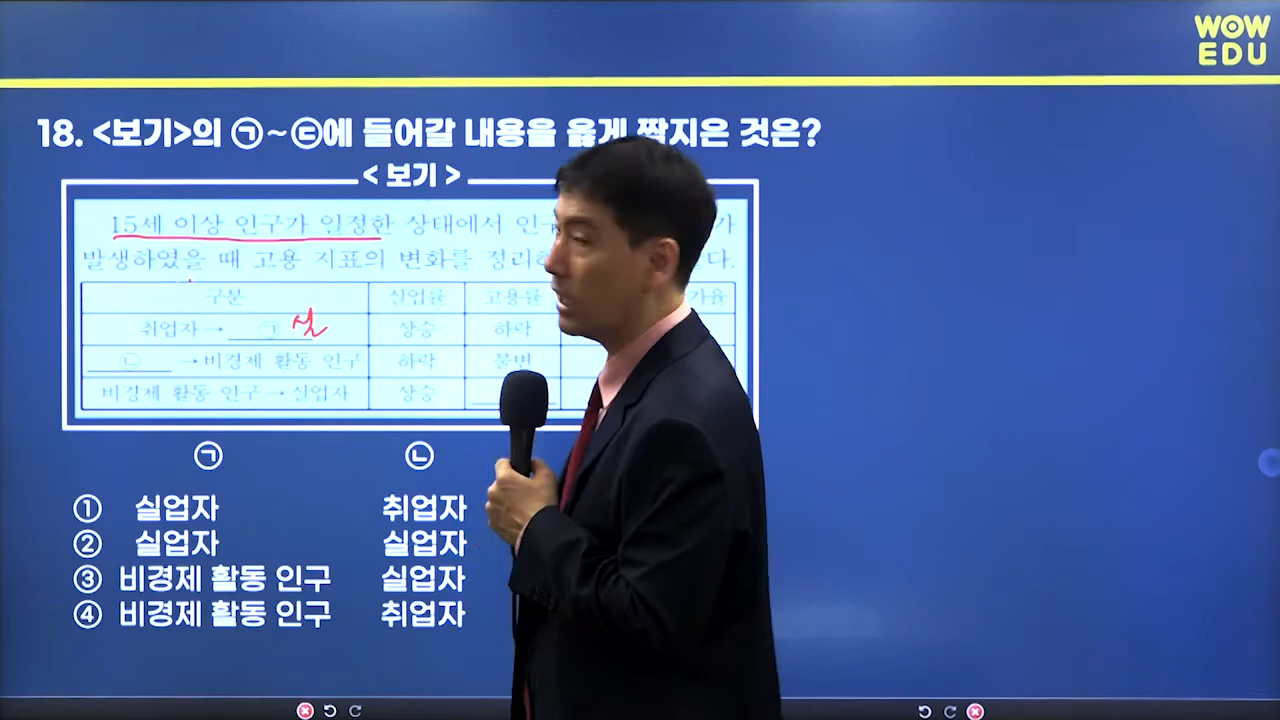 WOW
EDU
18. <보기>의 ㉠~㉢에 들어갈 내용을 옳게 짝지은 것은?
< 보기 >
15세 이상 인구가 일정한 상태에서 인구 가
발생하였을 때 고용 지표의 변화를 정리하 다.
구분 실업률 고용률 가율
취업자 → ㉠ 실 상승 하락
㉡ → 비경제 활동 인구 하락 불변
비경제 활동 인구 → 실업자 상승
㉠ ㉡
① 실업자 취업자
② 실업자 실업자
③ 비경제 활동 인구 실업자
④ 비경제 활동 인구 취업자